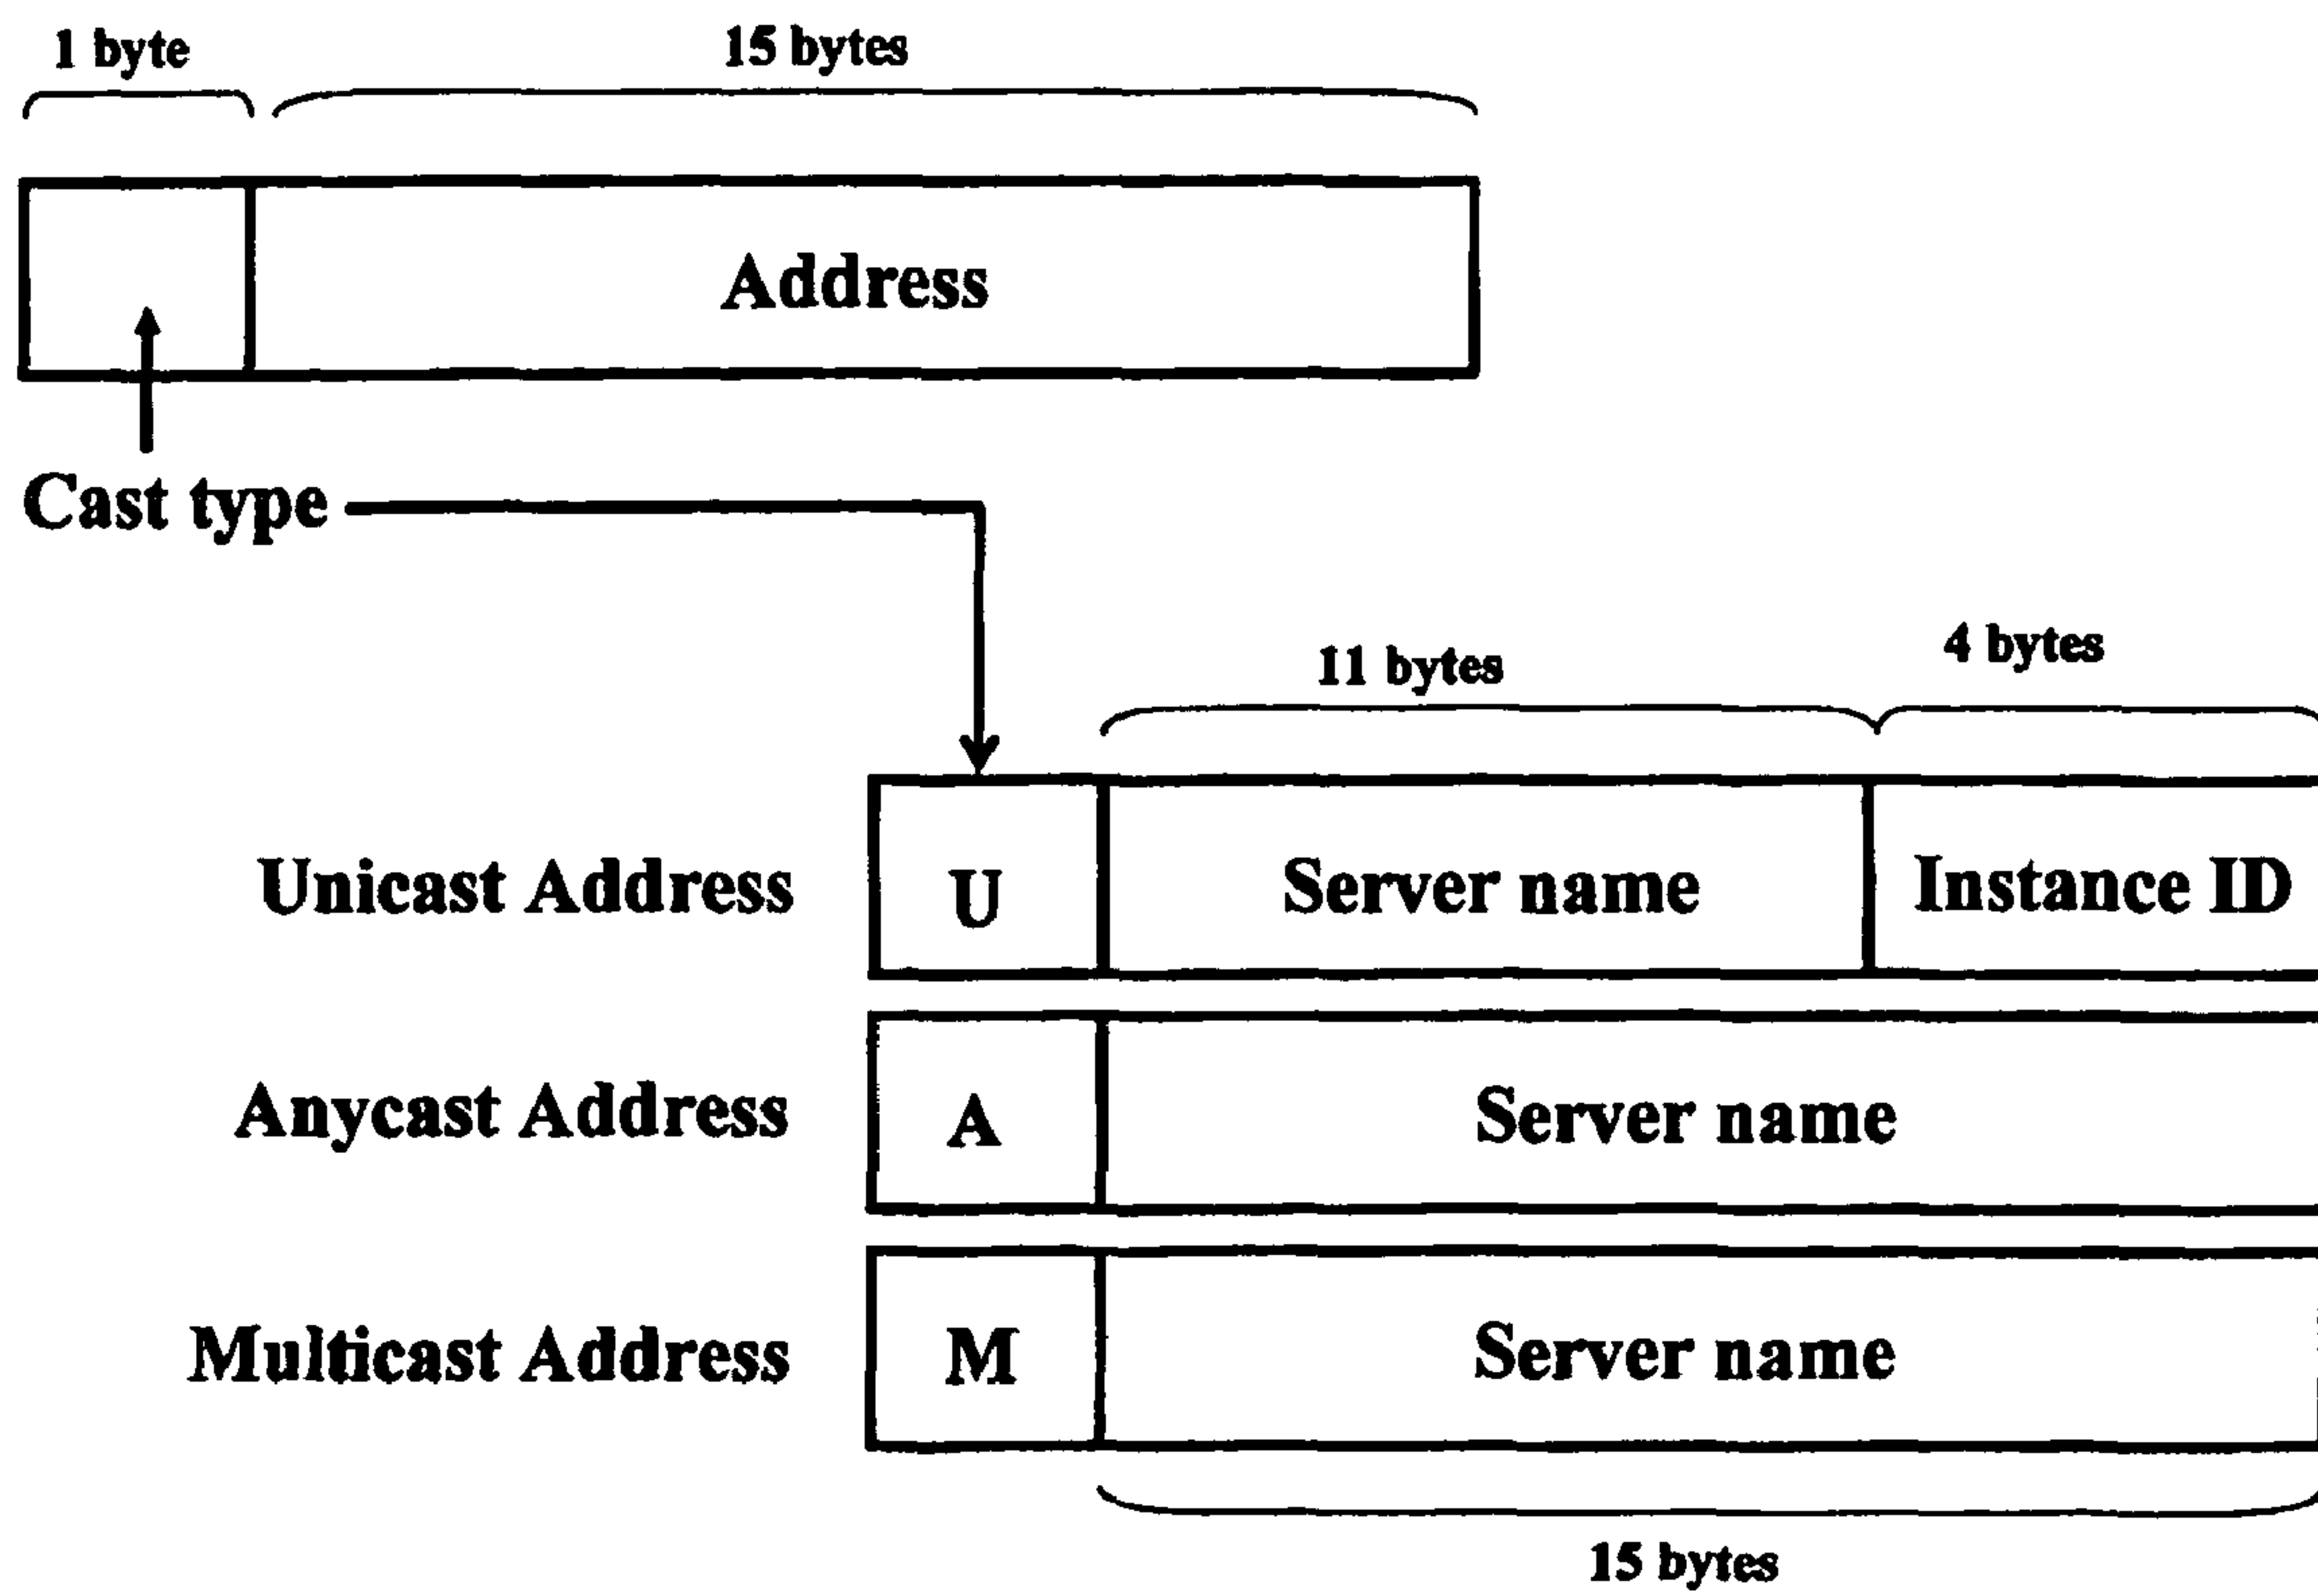 1 byte 15 bytes
Address
Cast type
11 bytes 4 bytes
Unicast Address U Server name Instance ID
Anycast Address A Server name
Multicast Address M Server name
15 bytes